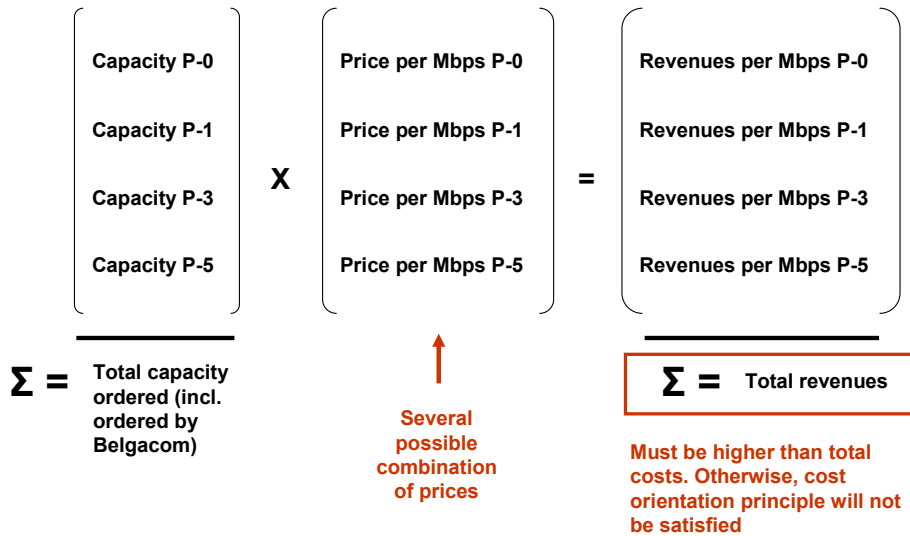 Capacity P-0
Capacity P-1
Capacity P-3
Capacity P-5
X
Price per Mbps P-0
Price per Mbps P-1
Price per Mbps P-3
Price per Mbps P-5
=
Revenues per Mbps P-0
Revenues per Mbps P-1
Revenues per Mbps P-3
Revenues per Mbps P-5
Σ =
Total capacity
ordered (incl.
ordered by
Belgacom)
Several
possible
combination
of prices
Σ = Total revenues
Must be higher than total
costs. Otherwise, cost
orientation principle will not
be satisfied